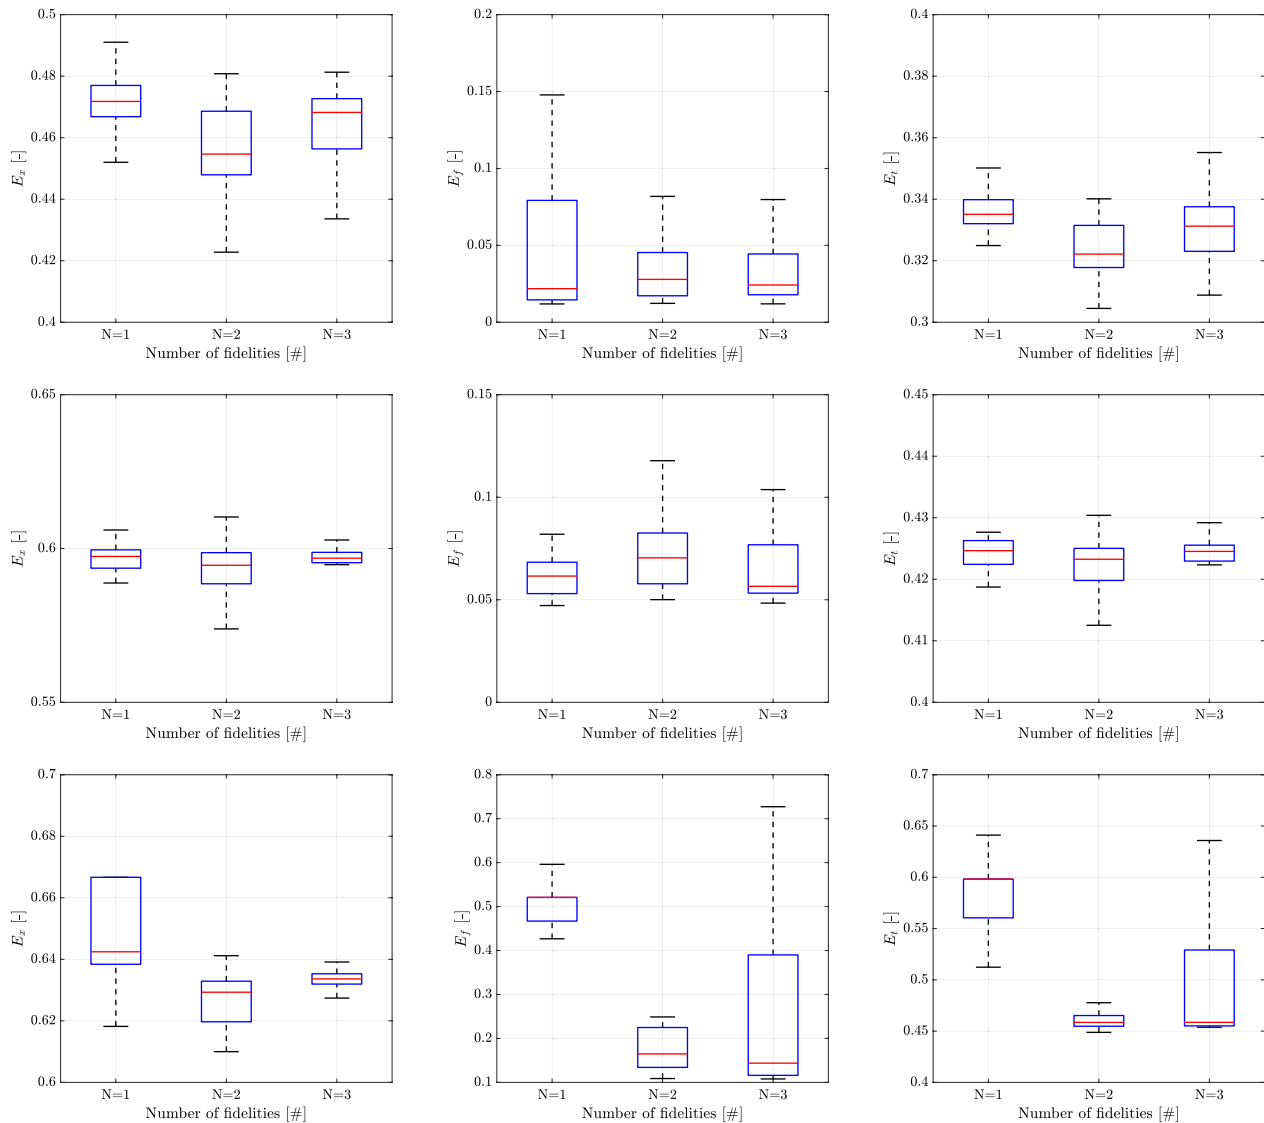 0.5
0.48
0.46
0.44
0.42
0.4
E_x [-]
N=1 N=2 N=3
Number of fidelities [#]
0.2
0.15
0.1
0.05
0
E_f [-]
N=1 N=2 N=3
Number of fidelities [#]
0.4
0.38
0.36
0.34
0.32
0.3
E_t [-]
N=1 N=2 N=3
Number of fidelities [#]
0.65
0.6
0.55
E_x [-]
N=1 N=2 N=3
Number of fidelities [#]
0.15
0.1
0.05
0
E_f [-]
N=1 N=2 N=3
Number of fidelities [#]
0.45
0.44
0.43
0.42
0.41
0.4
E_t [-]
N=1 N=2 N=3
Number of fidelities [#]
0.7
0.68
0.66
0.64
0.62
0.6
E_x [-]
N=1 N=2 N=3
Number of fidelities [#]
0.8
0.7
0.6
0.5
0.4
0.3
0.2
0.1
E_f [-]
N=1 N=2 N=3
Number of fidelities [#]
0.7
0.65
0.6
0.55
0.5
0.45
0.4
E_t [-]
N=1 N=2 N=3
Number of fidelities [#]